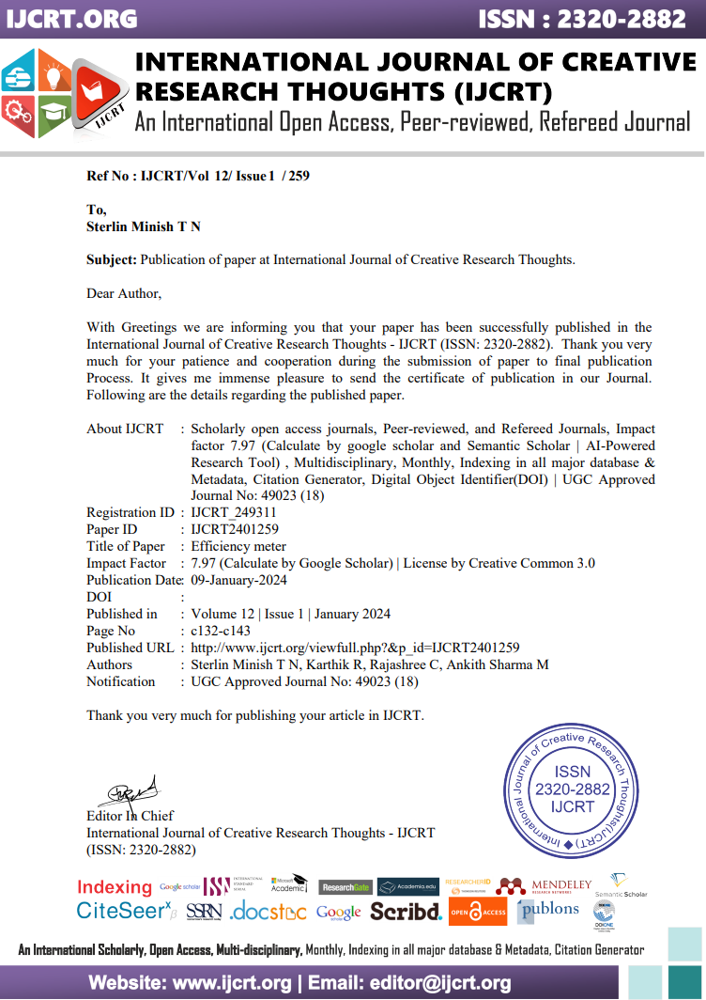 IJCRT.ORG ISSN : 2320-2882
INTERNATIONAL JOURNAL OF CREATIVE
RESEARCH THOUGHTS (IJCRT)
An International Open Access, Peer-reviewed, Refereed Journal
IJCRT
Ref No : IJCRT/Vol 12/ Issue 1 / 259
To,
Sterlin Minish T N
Subject: Publication of paper at International Journal of Creative Research Thoughts.
Dear Author,
With Greetings we are informing you that your paper has been successfully published in the
International Journal of Creative Research Thoughts - IJCRT (ISSN: 2320-2882). Thank you very
much for your patience and cooperation during the submission of paper to final publication
Process. It gives me immense pleasure to send the certificate of publication in our Journal.
Following are the details regarding the published paper.
About IJCRT : Scholarly open access journals, Peer-reviewed, and Refereed Journals, Impact
factor 7.97 (Calculate by google scholar and Semantic Scholar | AI-Powered
Research Tool) , Multidisciplinary, Monthly, Indexing in all major database &
Metadata, Citation Generator, Digital Object Identifier(DOI) | UGC Approved
Journal No: 49023 (18)
Registration ID : IJCRT_249311
Paper ID : IJCRT2401259
Title of Paper : Efficiency meter
Impact Factor : 7.97 (Calculate by Google Scholar) | License by Creative Common 3.0
Publication Date: 09-January-2024
DOI :
Published in : Volume 12 | Issue 1 | January 2024
Page No : c132-c143
Published URL : http://www.ijcrt.org/viewfull.php?&p_id=IJCRT2401259
Authors : Sterlin Minish T N, Karthik R, Rajashree C, Ankith Sharma M
Notification : UGC Approved Journal No: 49023 (18)
Thank you very much for publishing your article in IJCRT.
International Journal of Creative Research Thoughts(IJCRT)
ISSN
2320-2882
IJCRT
Editor In Chief
International Journal of Creative Research Thoughts - IJCRT
(ISSN: 2320-2882)
Indexing Google scholar ISSN INTERNATIONAL STANDARD SERIAL Microsoft Academic ResearchGate Academia.edu RESEARCHERID MENDELEY RESEARCH NETWORKS Semantic Scholar
CiteSeerxβ SSRN .docstoc Google Scribd. OPEN ACCESS publons
An International Scholarly, Open Access, Multi-disciplinary, Monthly, Indexing in all major database & Metadata, Citation Generator
Website: www.ijcrt.org | Email: editor@ijcrt.org